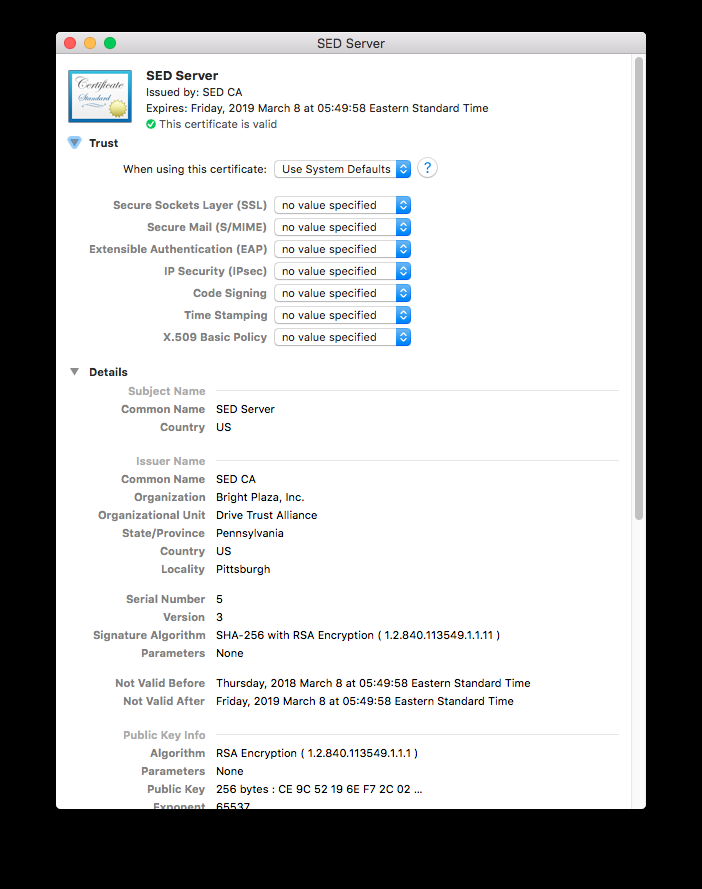 SED Server
Certificate
Standard
SED Server
Issued by: SED CA
Expires: Friday, 2019 March 8 at 05:49:58 Eastern Standard Time
This certificate is valid
Trust
When using this certificate: Use System Defaults ?
Secure Sockets Layer (SSL) no value specified
Secure Mail (S/MIME) no value specified
Extensible Authentication (EAP) no value specified
IP Security (IPsec) no value specified
Code Signing no value specified
Time Stamping no value specified
X.509 Basic Policy no value specified
Details
Subject Name
Common Name SED Server
Country US
Issuer Name
Common Name SED CA
Organization Bright Plaza, Inc.
Organizational Unit Drive Trust Alliance
State/Province Pennsylvania
Country US
Locality Pittsburgh
Serial Number 5
Version 3
Signature Algorithm SHA-256 with RSA Encryption ( 1.2.840.113549.1.1.11 )
Parameters None
Not Valid Before Thursday, 2018 March 8 at 05:49:58 Eastern Standard Time
Not Valid After Friday, 2019 March 8 at 05:49:58 Eastern Standard Time
Public Key Info
Algorithm RSA Encryption ( 1.2.840.113549.1.1.1 )
Parameters None
Public Key 256 bytes : CE 9C 52 19 6E F7 2C 02 ...
Exponent 65537